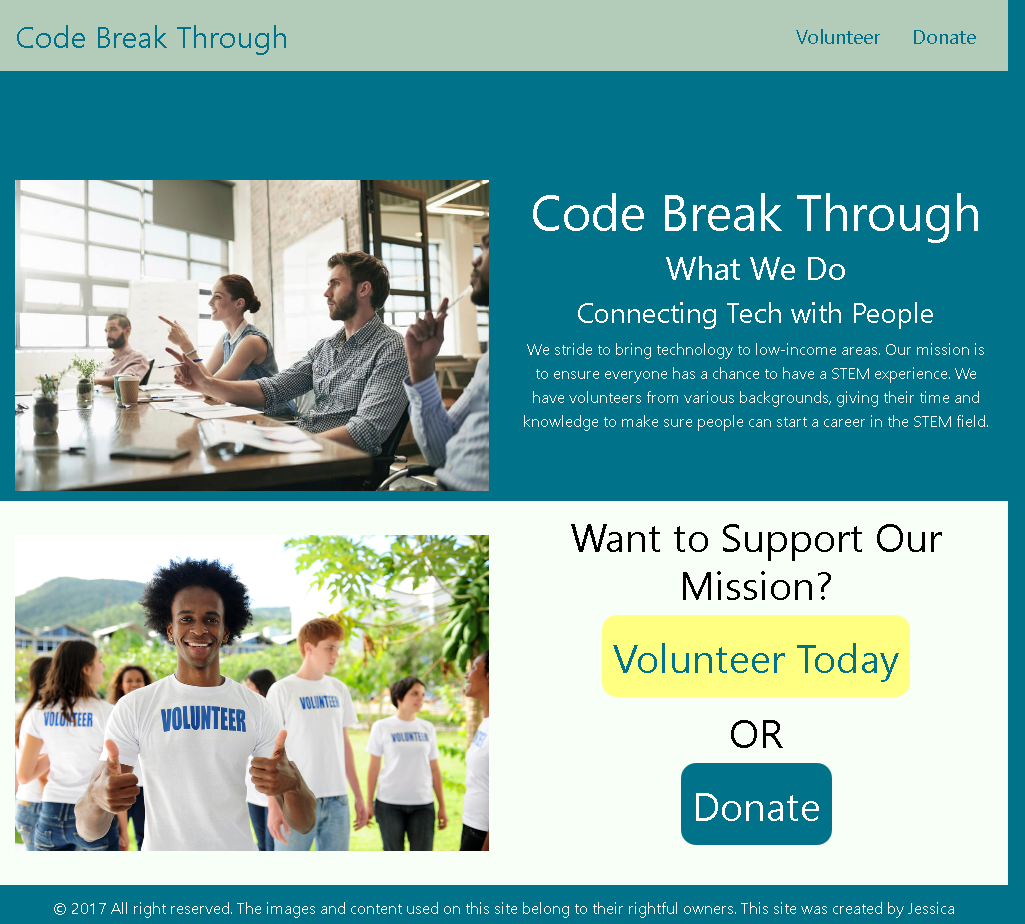 Code Break Through
Volunteer Donate
Code Break Through
What We Do
Connecting Tech with People
We stride to bring technology to low-income areas. Our mission is
to ensure everyone has a chance to have a STEM experience. We
have volunteers from various backgrounds, giving their time and
knowledge to make sure people can start a career in the STEM field.
Want to Support Our
Mission?
Volunteer Today
OR
Donate
VOLUNTEER
VOLUNTEER
VOLUNTEER
VOLUNTEER
© 2017 All right reserved. The images and content used on this site belong to their rightful owners. This site was created by Jessica